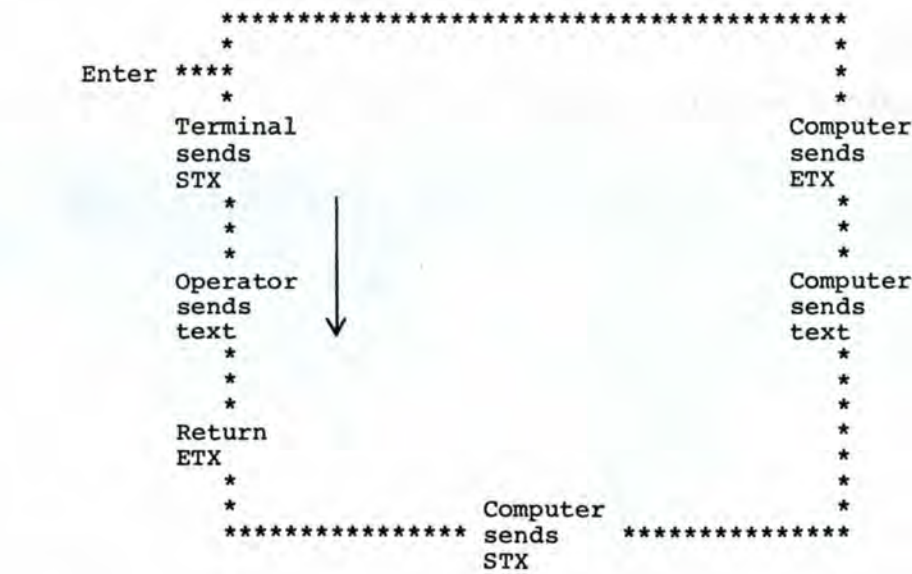 Enter
Terminal
sends
STX
Computer
sends
ETX
Operator
sends
text
Computer
sends
text
Return
ETX
Computer
sends
STX